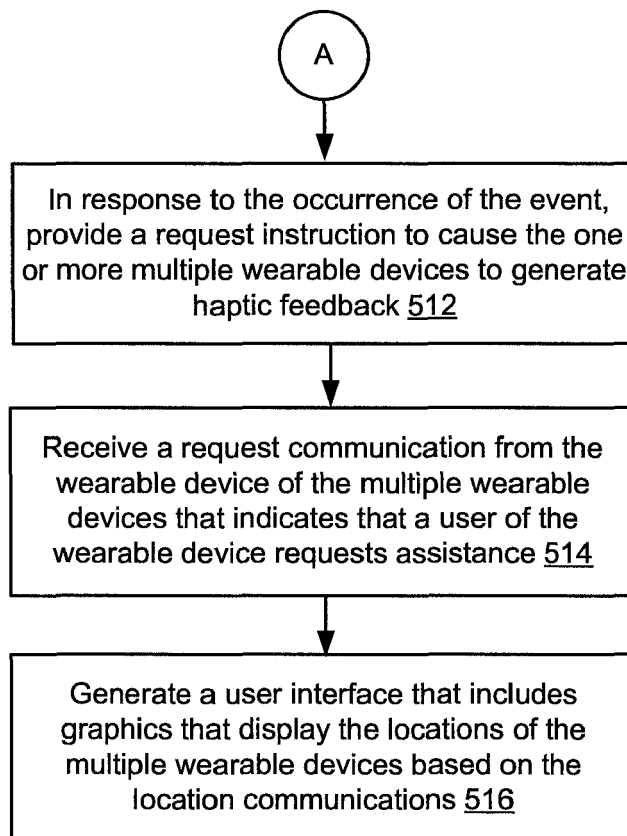 A
In response to the occurrence of the event,
provide a request instruction to cause the one
or more multiple wearable devices to generate
haptic feedback 512
Receive a request communication from the
wearable device of the multiple wearable
devices that indicates that a user of the
wearable device requests assistance 514
Generate a user interface that includes
graphics that display the locations of the
multiple wearable devices based on the
location communications 516